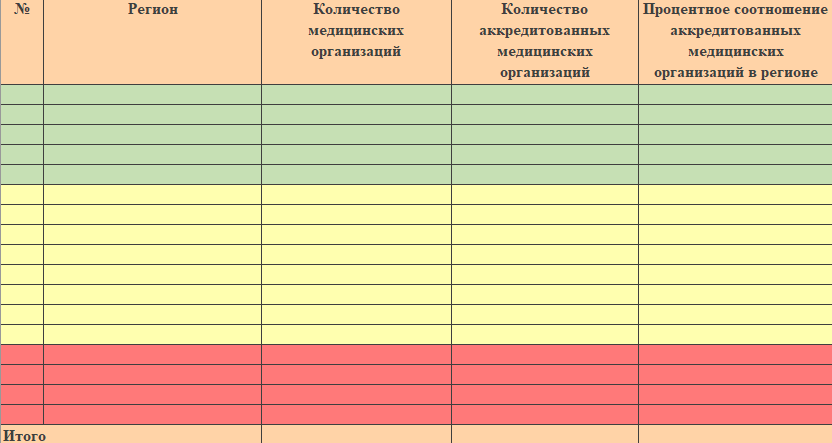 №
Регион
Количество
медицинских
организаций
Количество
аккредитованных
медицинских
организаций
Процентное соотношение
аккредитованных
медицинских
организаций в регионе
Итого